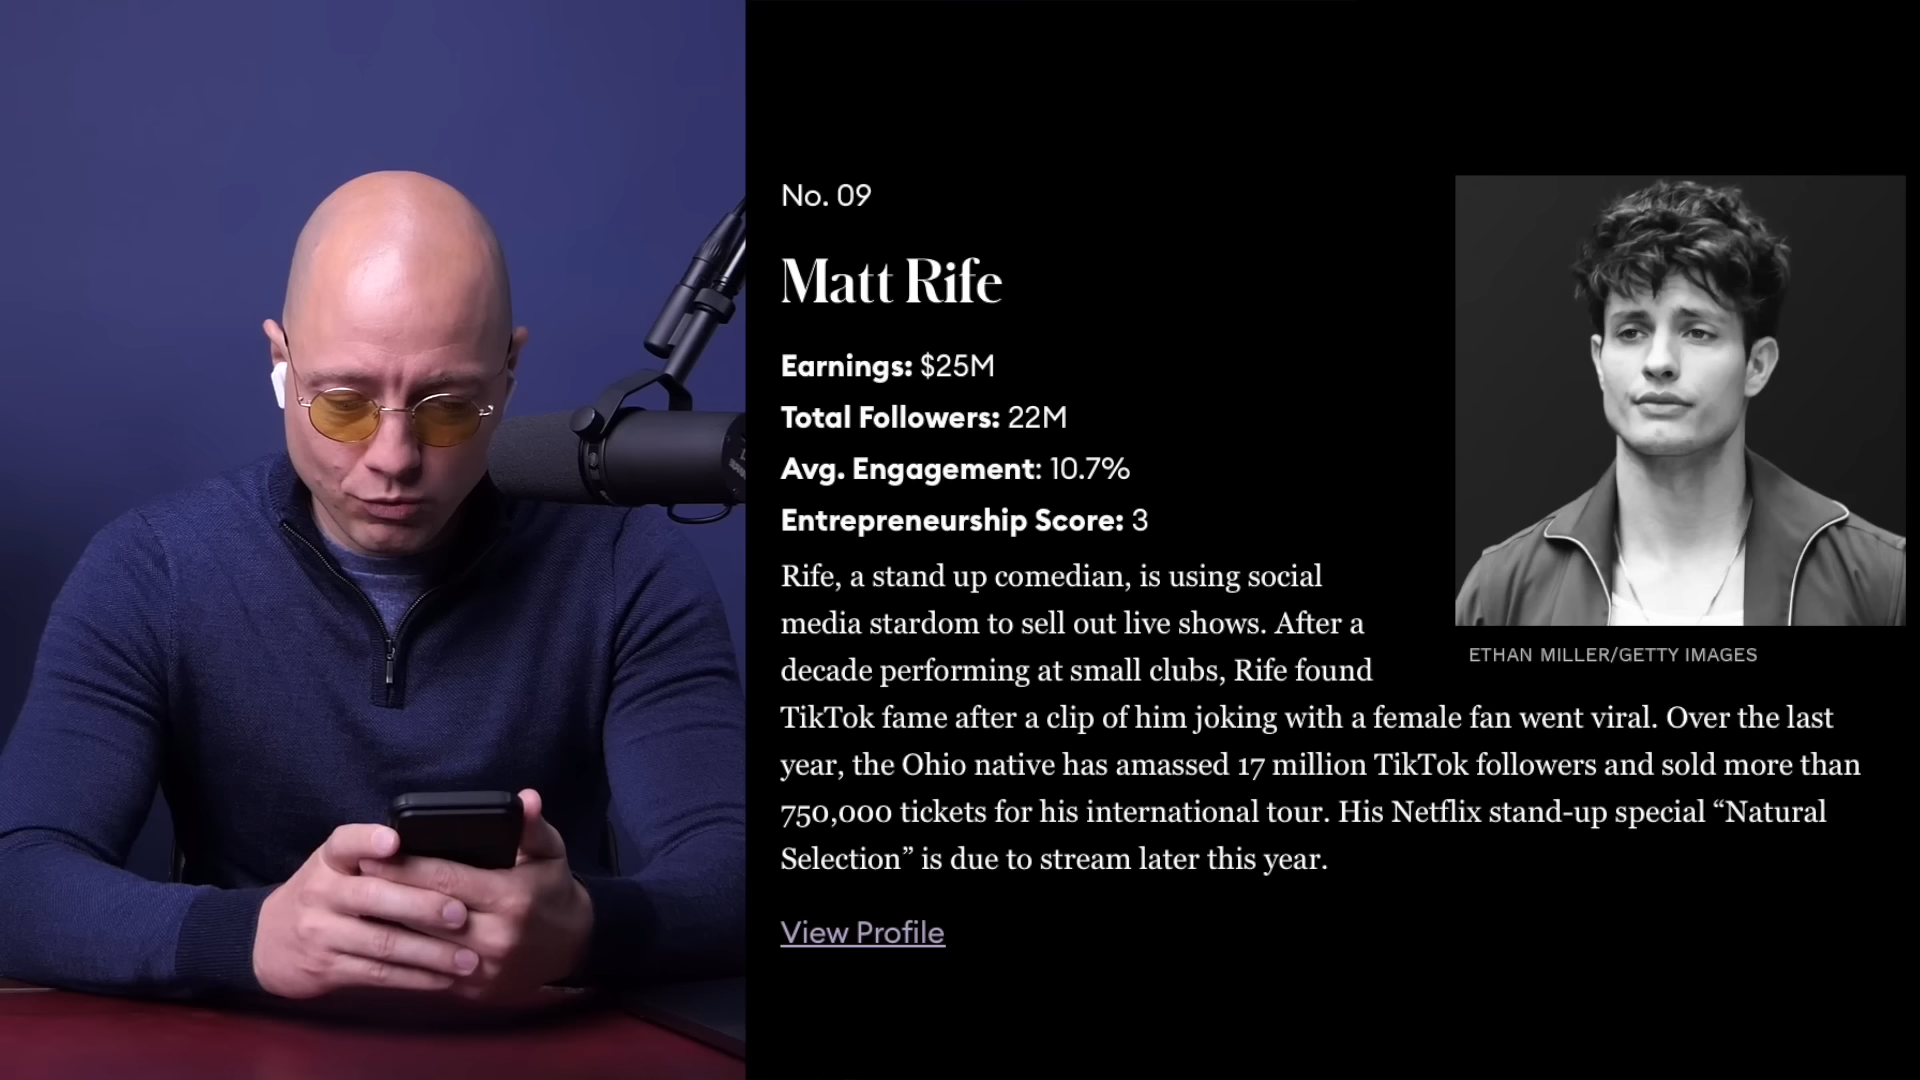 No. 09
Matt Rife
Earnings: $25M
Total Followers: 22M
Avg. Engagement: 10.7%
Entrepreneurship Score: 3
Rife, a stand up comedian, is using social
media stardom to sell out live shows. After a
decade performing at small clubs, Rife found
TikTok fame after a clip of him joking with a female fan went viral. Over the last
year, the Ohio native has amassed 17 million TikTok followers and sold more than
750,000 tickets for his international tour. His Netflix stand-up special “Natural
Selection” is due to stream later this year.
View Profile
ETHAN MILLER/GETTY IMAGES